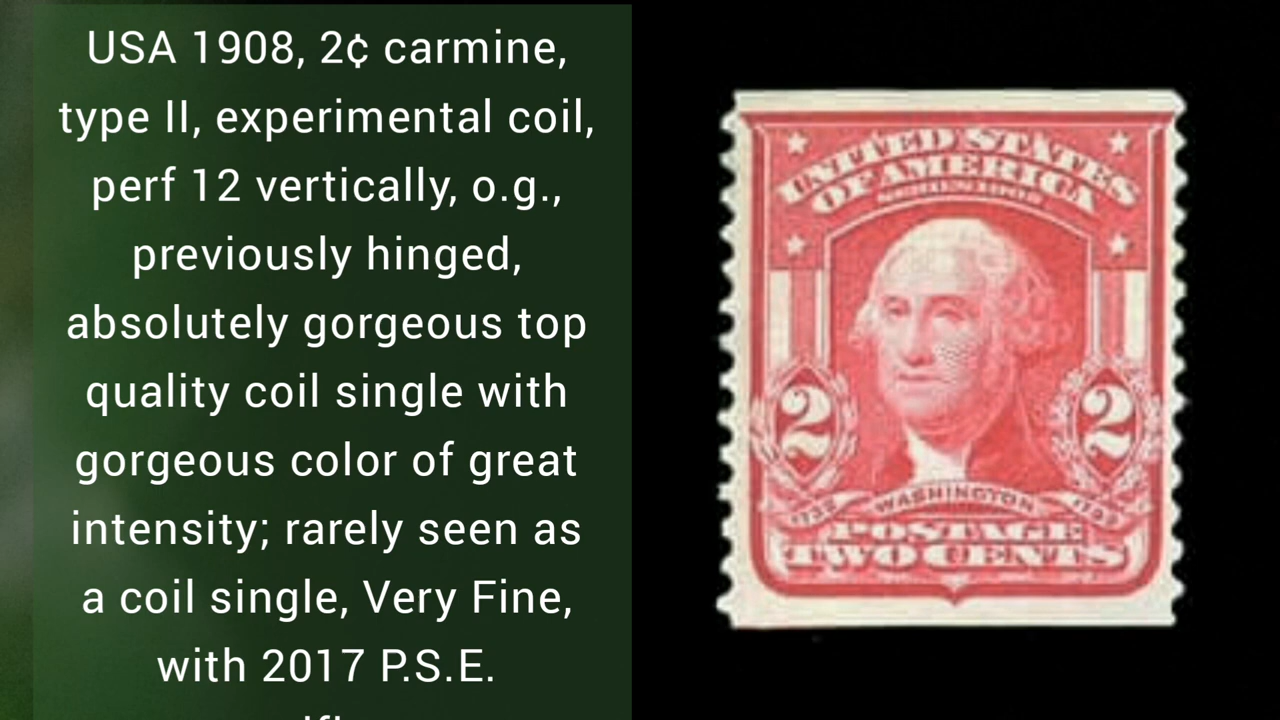 USA 1908, 2¢ carmine,
type II, experimental coil,
perf 12 vertically, o.g.,
previously hinged,
absolutely gorgeous top
quality coil single with
gorgeous color of great
intensity; rarely seen as
a coil single, Very Fine,
with 2017 P.S.E.
UNITED STATES
OF AMERICA
SERIES 1902
2 2
1732 WASHINGTON 1799
POSTAGE
TWO CENTS